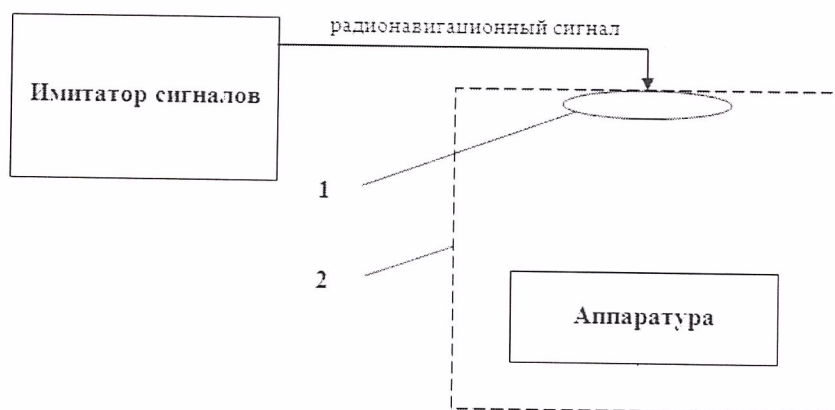 радионавигационный сигнал
Имитатор сигналов
1
2
Аппаратура